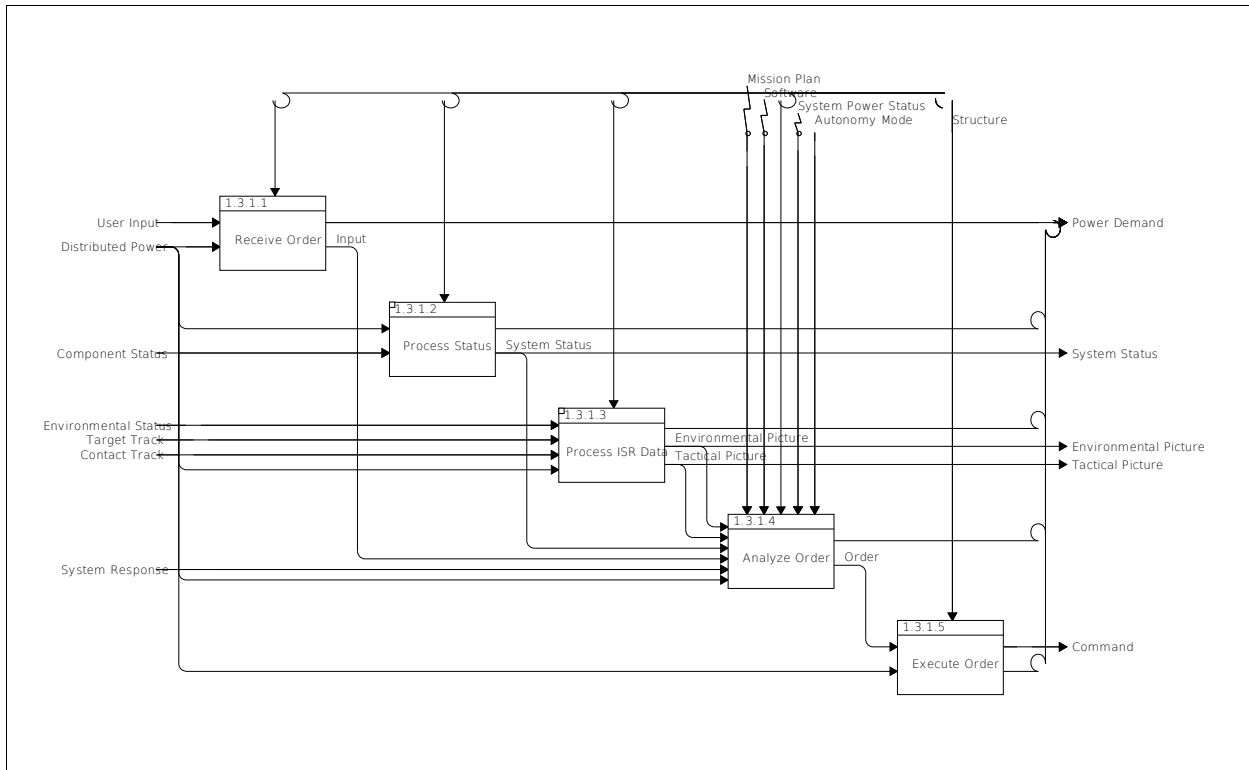 Mission Plan
Software
System Power Status
Autonomy Mode
Structure
1.3.1.1
User Input
Power Demand
Receive Order
Input
Distributed Power
1.3.1.2
Process Status
System Status
Component Status
System Status
1.3.1.3
Environmental Status
Target Track
Contact Track
Environmental Picture
Process ISR Data
Tactical Picture
Environmental Picture
Tactical Picture
1.3.1.4
Analyze Order
Order
System Response
1.3.1.5
Command
Execute Order